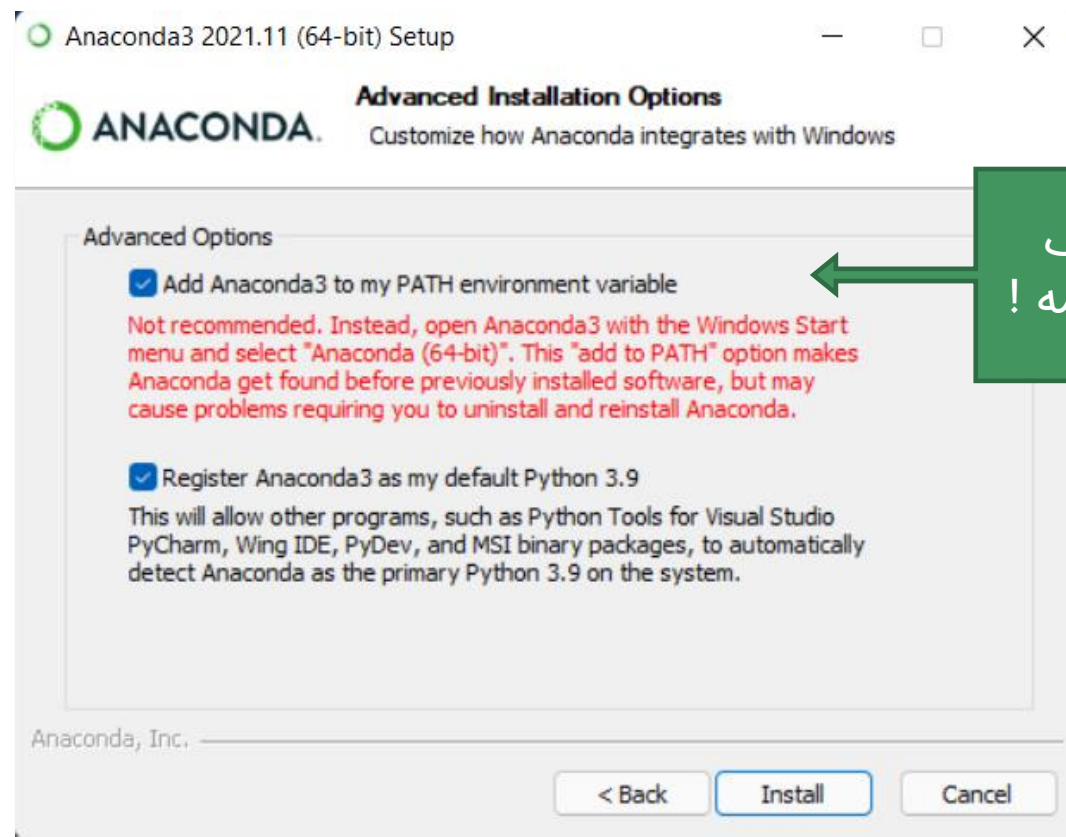 Anaconda3 2021.11 (64-bit) Setup
ANACONDA.
Advanced Installation Options
Customize how Anaconda integrates with Windows
Advanced Options
Add Anaconda3 to my PATH environment variable
Not recommended. Instead, open Anaconda3 with the Windows Start
menu and select "Anaconda (64-bit)". This "add to PATH" option makes
Anaconda get found before previously installed software, but may
cause problems requiring you to uninstall and reinstall Anaconda.
Register Anaconda3 as my default Python 3.9
This will allow other programs, such as Python Tools for Visual Studio
PyCharm, Wing IDE, PyDev, and MSI binary packages, to automatically
detect Anaconda as the primary Python 3.9 on the system.
Anaconda, Inc.
< Back
Install
Cancel